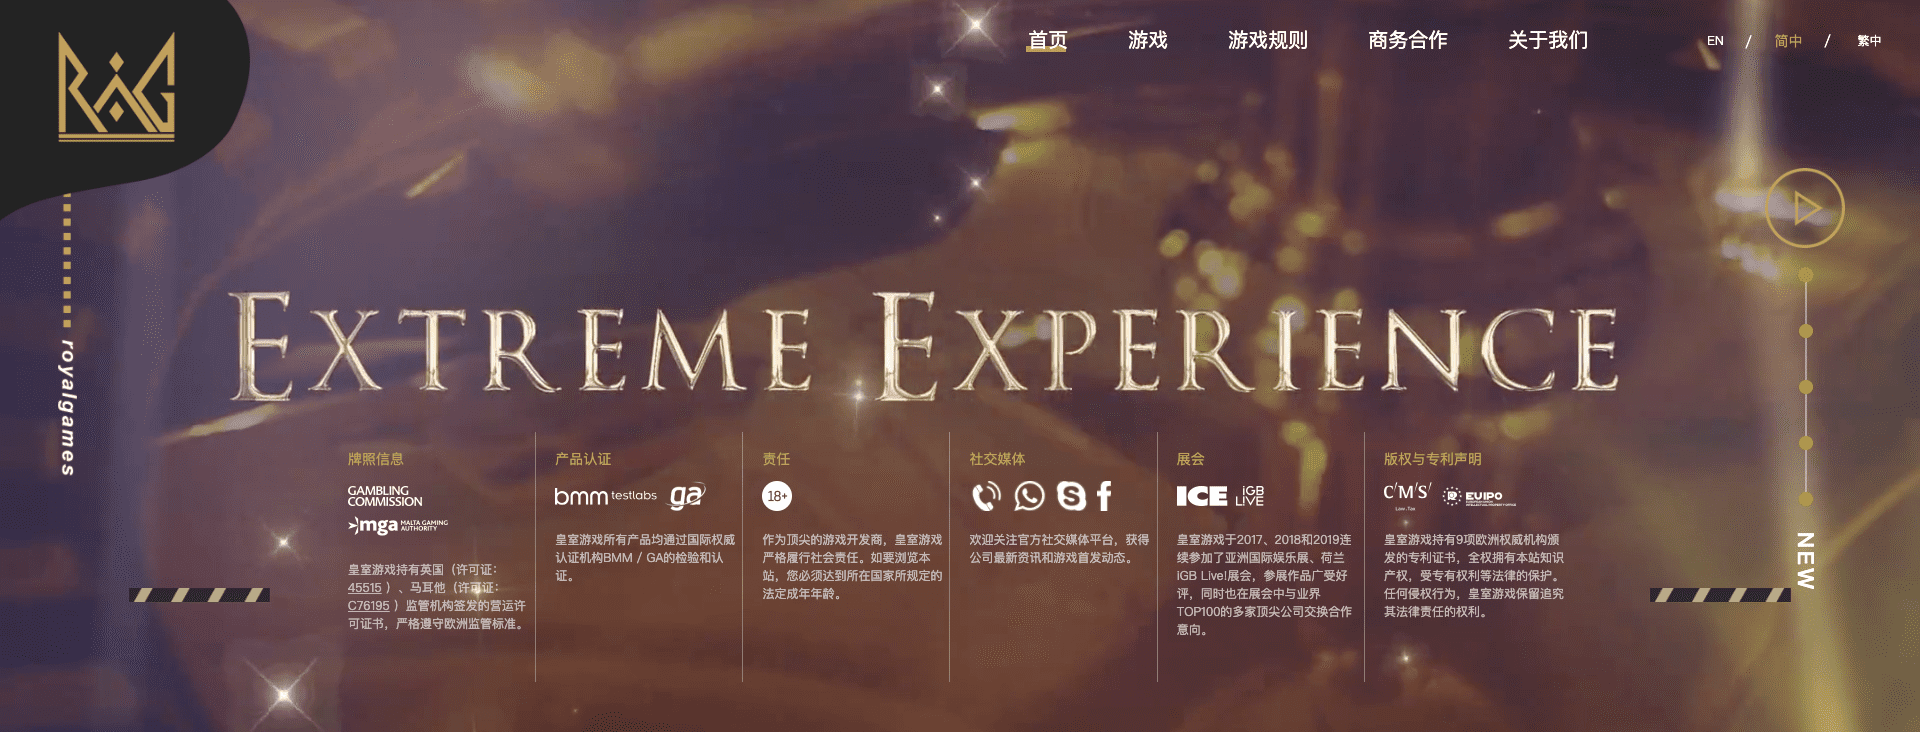 RAG
首页
游戏
游戏规则
商务合作
关于我们
EN / 简中 / 繁中
royalgames
EXTREME EXPERIENCE
牌照信息
GAMBLING
COMMISSION
mga MALTA GAMING
AUTHORITY
皇室游戏持有英国（许可证：
45515 ）、马耳他（许可证：
C76195 ）监管机构签发的营运许
可证书，严格遵守欧洲监管标准。
产品认证
bmm testlabs ga
皇室游戏所有产品均通过国际权威
认证机构BMM / GA的检验和认
证。
责任
18+
作为顶尖的游戏开发商，皇室游戏
严格履行社会责任。如要浏览本
站，您必须达到所在国家所规定的
法定成年年龄。
社交媒体
欢迎关注官方社交媒体平台，获得
公司最新资讯和游戏首发动态。
展会
ICE iGB
LIVE
皇室游戏于2017、2018和2019连
续参加了亚洲国际娱乐展、荷兰
iGB Live!展会，参展作品广受好
评，同时也在展会中与业界
TOP100的多家顶尖公司交换合作
意向。
版权与专利声明
C/M/S/
Law.Tax
EUIPO
皇室游戏持有9项欧洲权威机构颁
发的专利证书，全权拥有本站知识
产权，受专有权利等法律的保护。
任何侵权行为，皇室游戏保留追究
其法律责任的权利。
NEW